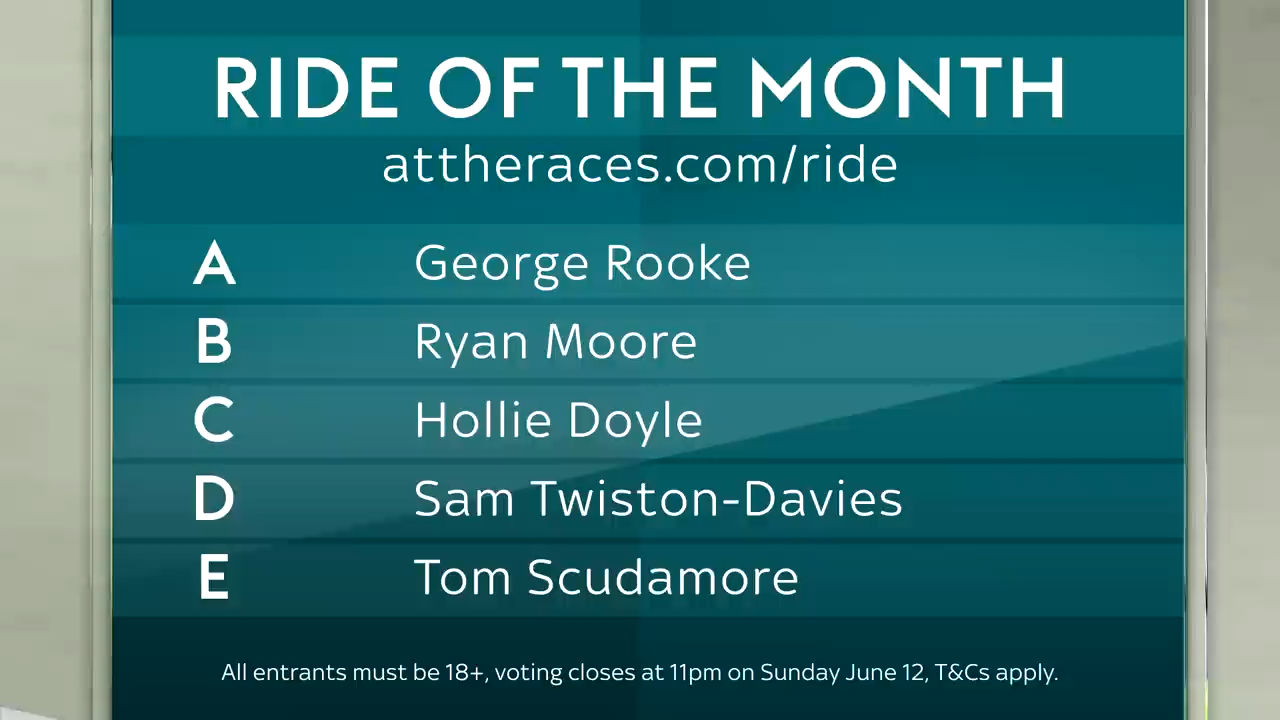 RIDE OF THE MONTH
attheraces.com/ride
A George Rooke
B Ryan Moore
C Hollie Doyle
D Sam Twiston-Davies
E Tom Scudamore
All entrants must be 18+, voting closes at 11pm on Sunday June 12, T&Cs apply.